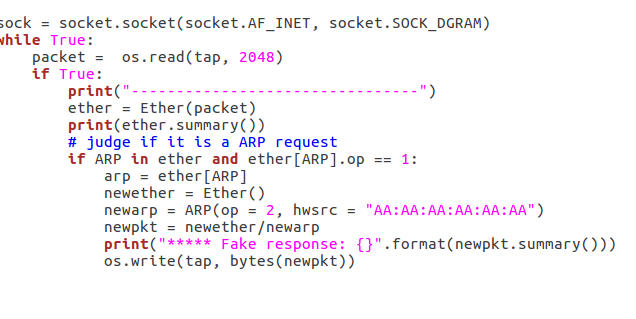 sock = socket.socket(socket.AF_INET, socket.SOCK_DGRAM)
while True:
    packet =  os.read(tap, 2048)
    if True:
        print("--------------------------------")
        ether = Ether(packet)
        print(ether.summary())
        # judge if it is a ARP request
        if ARP in ether and ether[ARP].op == 1:
            arp = ether[ARP]
            newether = Ether()
            newarp = ARP(op = 2, hwsrc = "AA:AA:AA:AA:AA:AA")
            newpkt = newether/newarp
            print("***** Fake response: {}".format(newpkt.summary()))
            os.write(tap, bytes(newpkt))